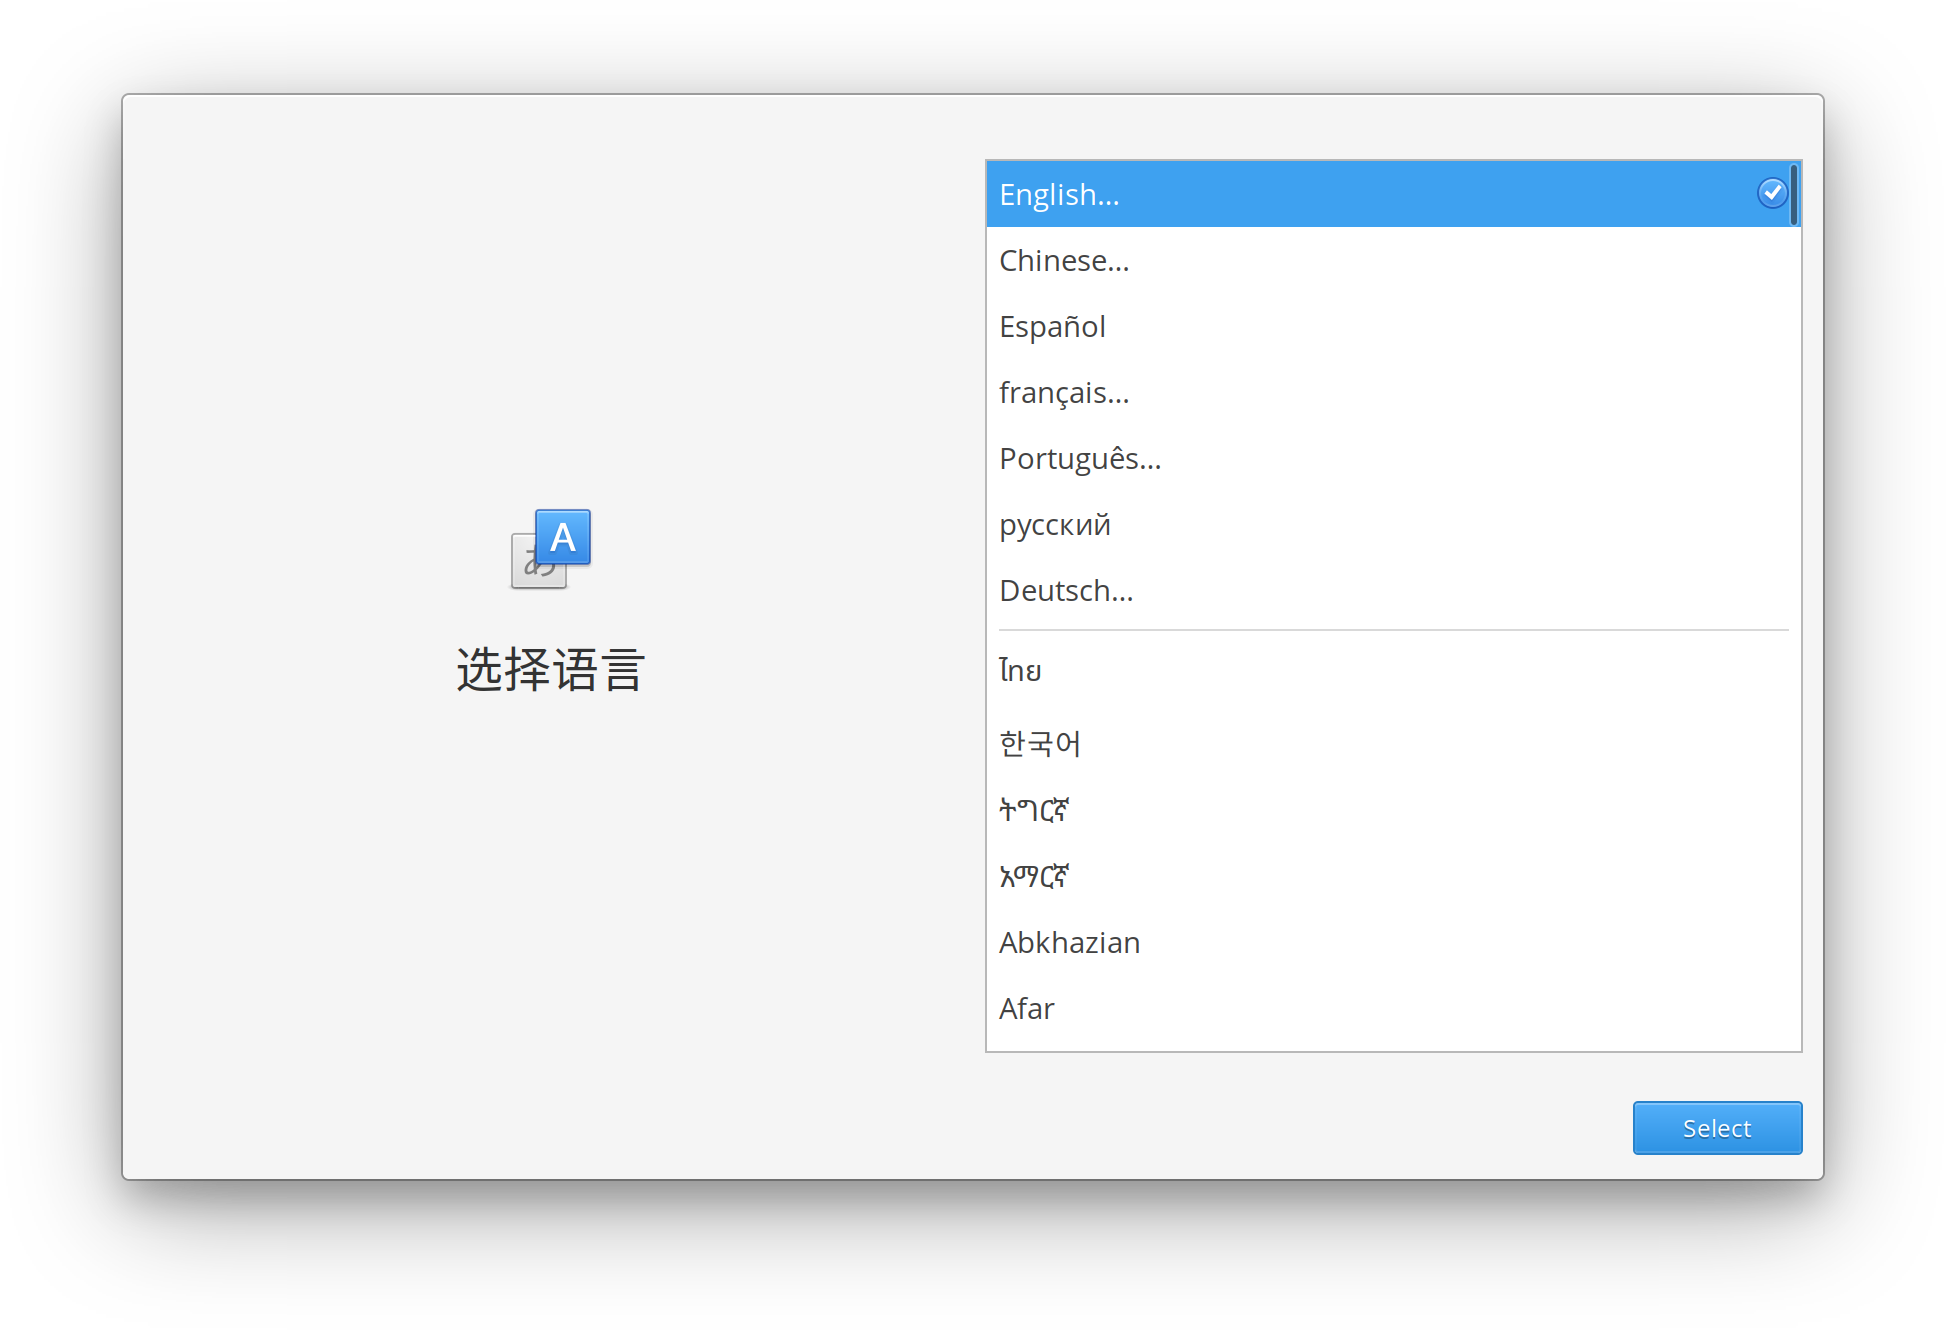 あ A
选择语言
English...
Chinese...
Español
français...
Português...
русский
Deutsch...
ไทย
한국어
ትግርኛ
አማርኛ
Abkhazian
Afar
Select